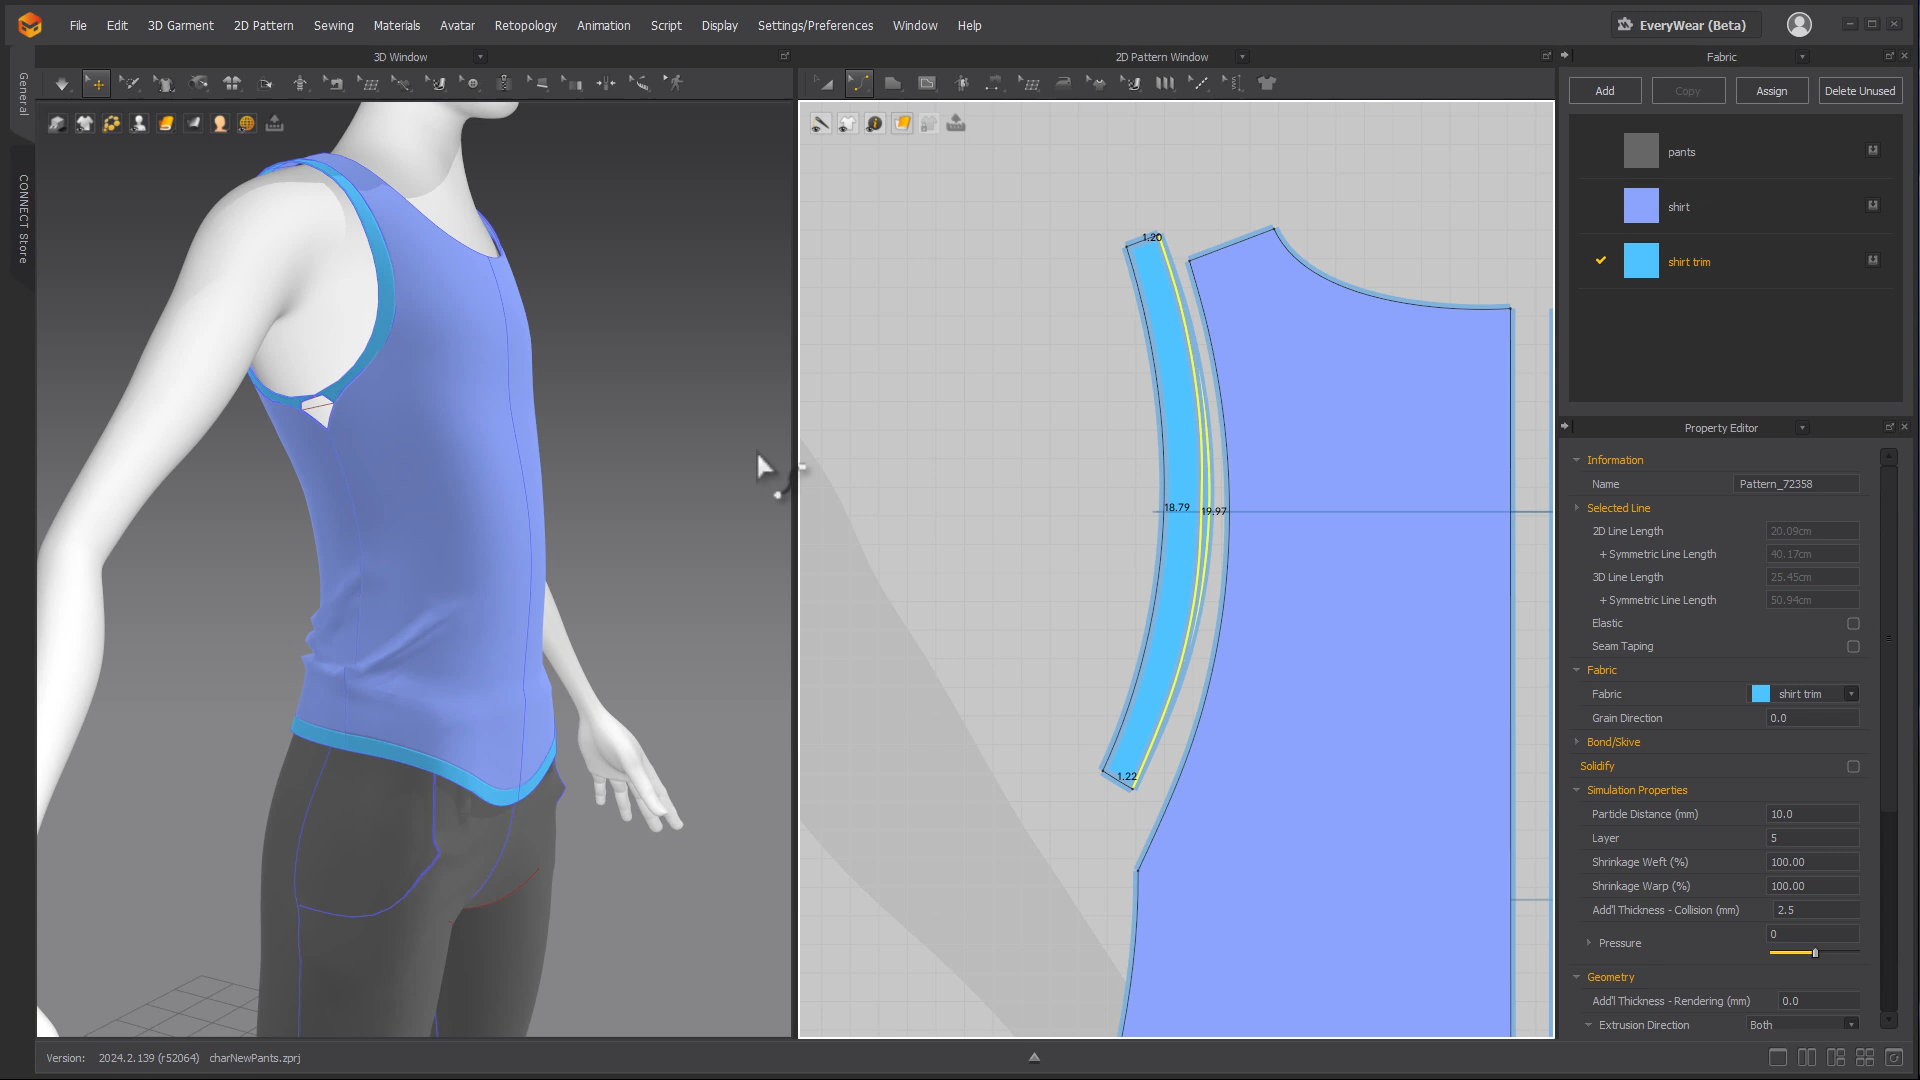 File Edit 3D Garment 2D Pattern Sewing Materials Avatar Retopology Animation Script Display Settings/Preferences Window Help EveryWear (Beta)
3D Window 2D Pattern Window Fabric
General
CONNECT Store
Add Copy Assign Delete Unused
pants
shirt
shirt trim
1.20
18.79 19.97
1.22
Property Editor
Information
Name Pattern_72358
Selected Line
2D Line Length 20.09cm
+ Symmetric Line Length 40.17cm
3D Line Length 25.45cm
+ Symmetric Line Length 50.94cm
Elastic
Seam Taping
Fabric
Fabric shirt trim
Grain Direction 0.0
Bond/Skive
Solidify
Simulation Properties
Particle Distance (mm) 10.0
Layer 5
Shrinkage Weft (%) 100.00
Shrinkage Warp (%) 100.00
Add'l Thickness - Collision (mm) 2.5
Pressure 0
Geometry
Add'l Thickness - Rendering (mm) 0.0
Extrusion Direction Both
Version: 2024.2.139 (r52064) charNewPants.zprj